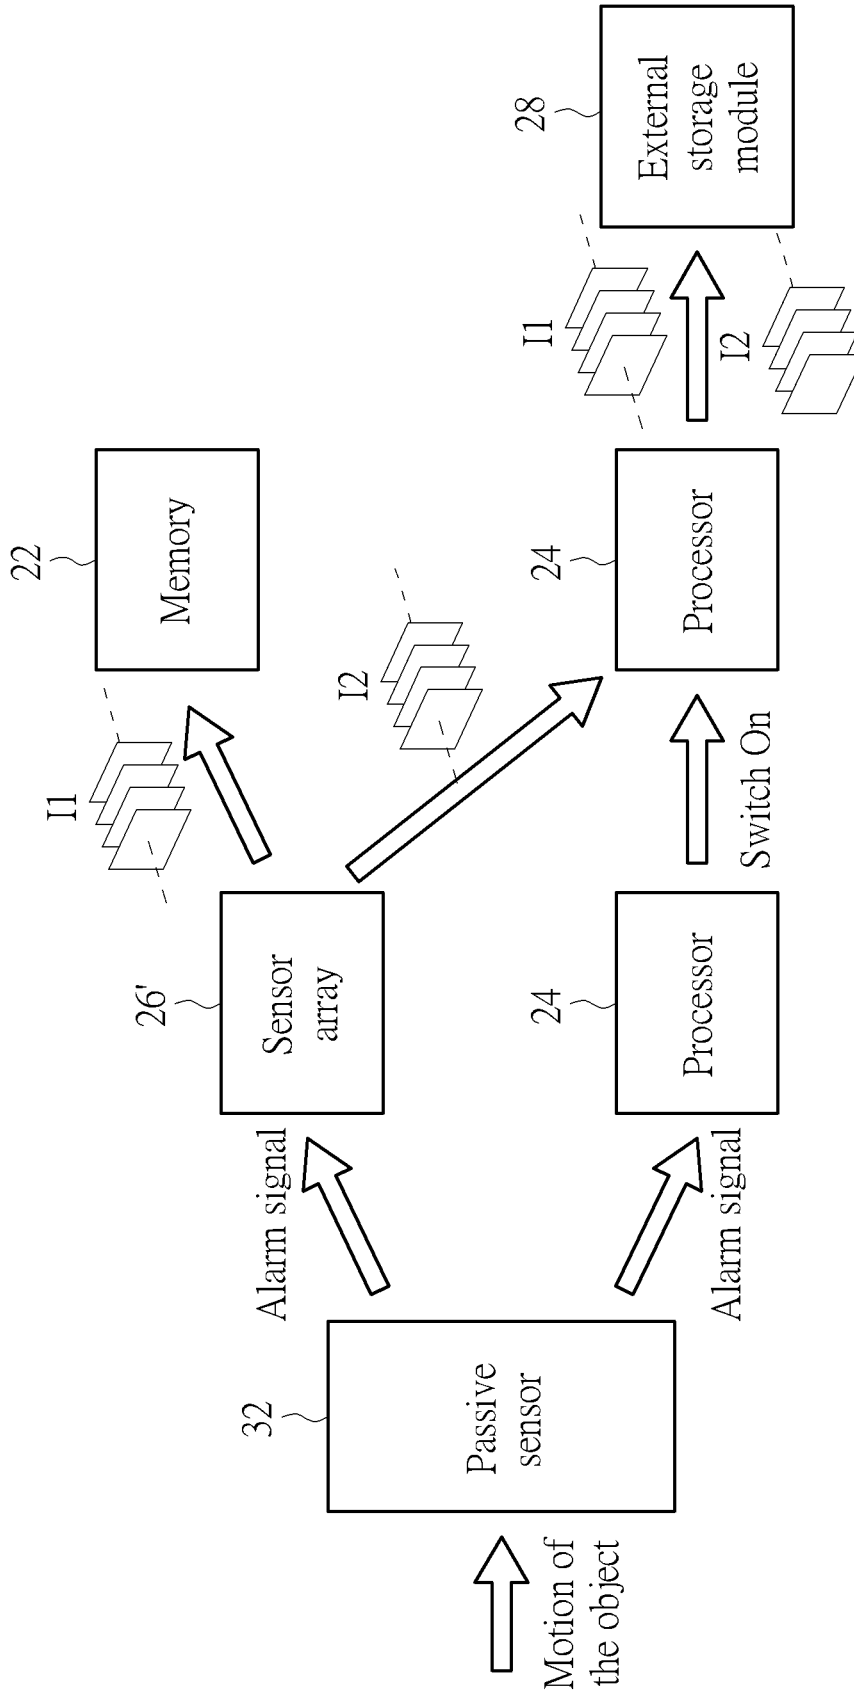 Motion of
the object
32
Passive
sensor
Alarm signal
Alarm signal
26'
Sensor
array
24
Processor
I1
Switch On
I2
22
Memory
24
Processor
I1
I2
28
External
storage
module